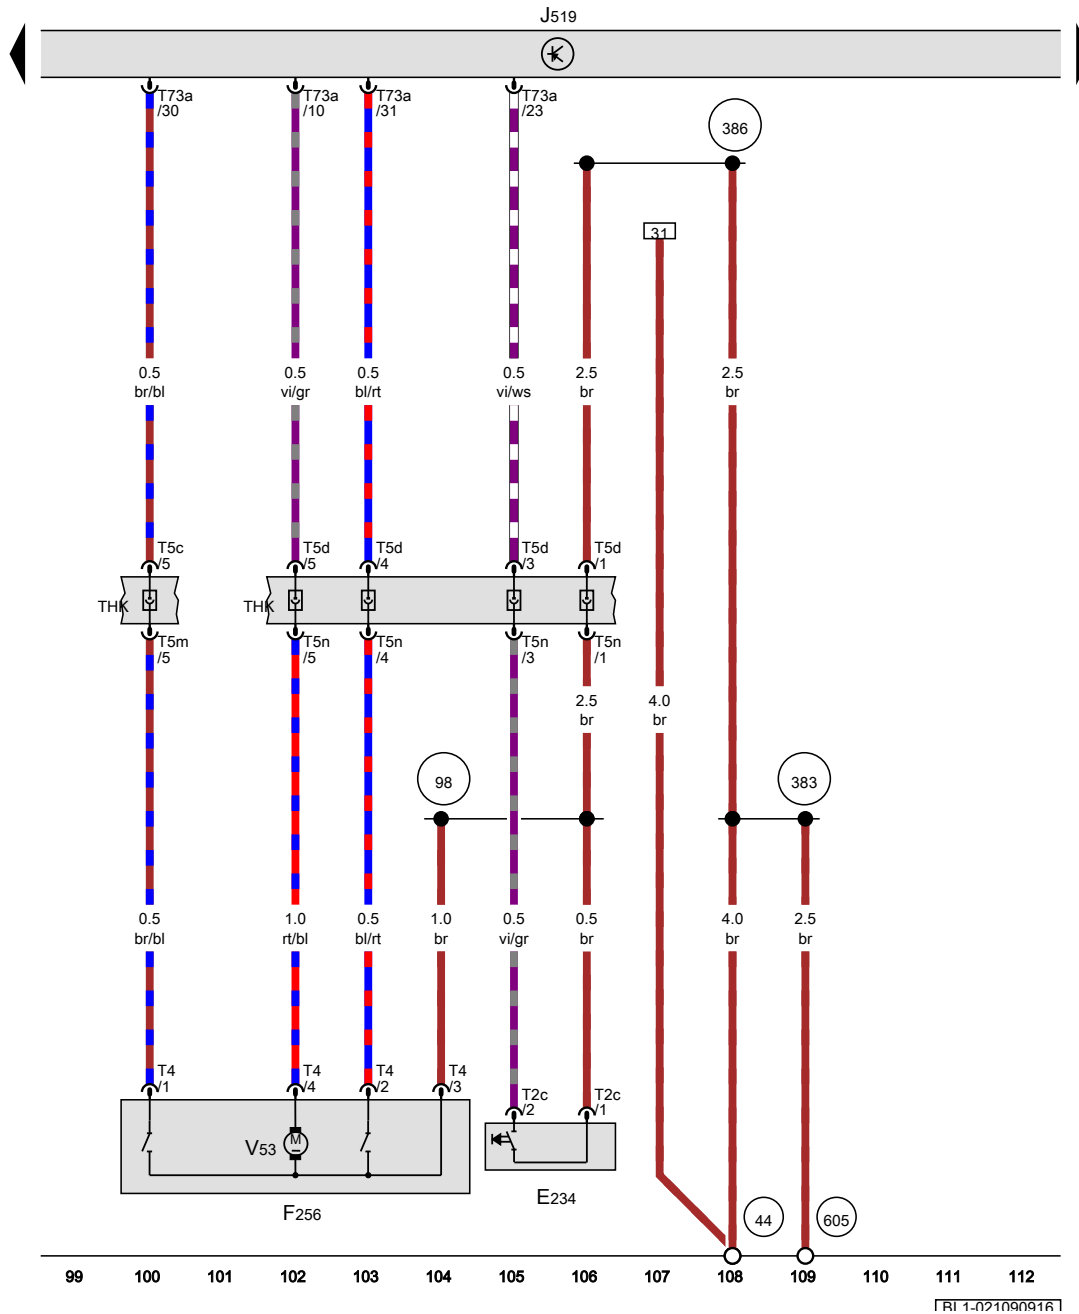 J519
T73a T73a T73a T73a
/30 /10 /31 /23
386
31
0.5 0.5 0.5 0.5 2.5 2.5
br/bl vi/gr bl/rt vi/ws br br
T5c T5d T5d T5d T5d
/5 /5 /4 /3 /1
THK THK
T5m T5n T5n T5n T5n
/5 /5 /4 /3 /1
2.5 4.0
br br
98 383
0.5 1.0 0.5 1.0 0.5 0.5 4.0 2.5
br/bl rt/bl bl/rt br vi/gr br br br
T4 T4 T4 T4
/1 /4 /2 /3
T2c T2c
/2 /1
V53 M
E234
F256
44 605
99 100 101 102 103 104 105 106 107 108 109 110 111 112
BL1-021090916